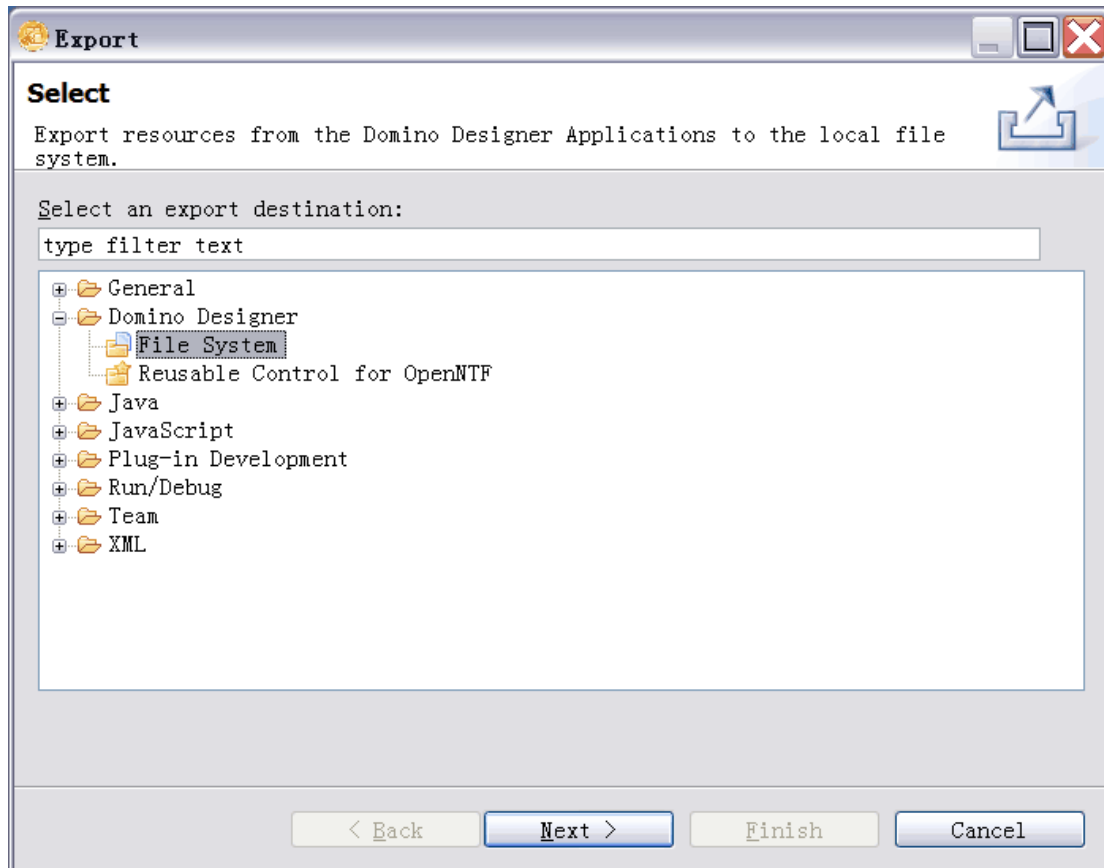 Export
Select
Export resources from the Domino Designer Applications to the local file
system.
Select an export destination:
type filter text
General
Domino Designer
File System
Reusable Control for OpenNTF
Java
JavaScript
Plug-in Development
Run/Debug
Team
XML
< Back Next > Finish Cancel